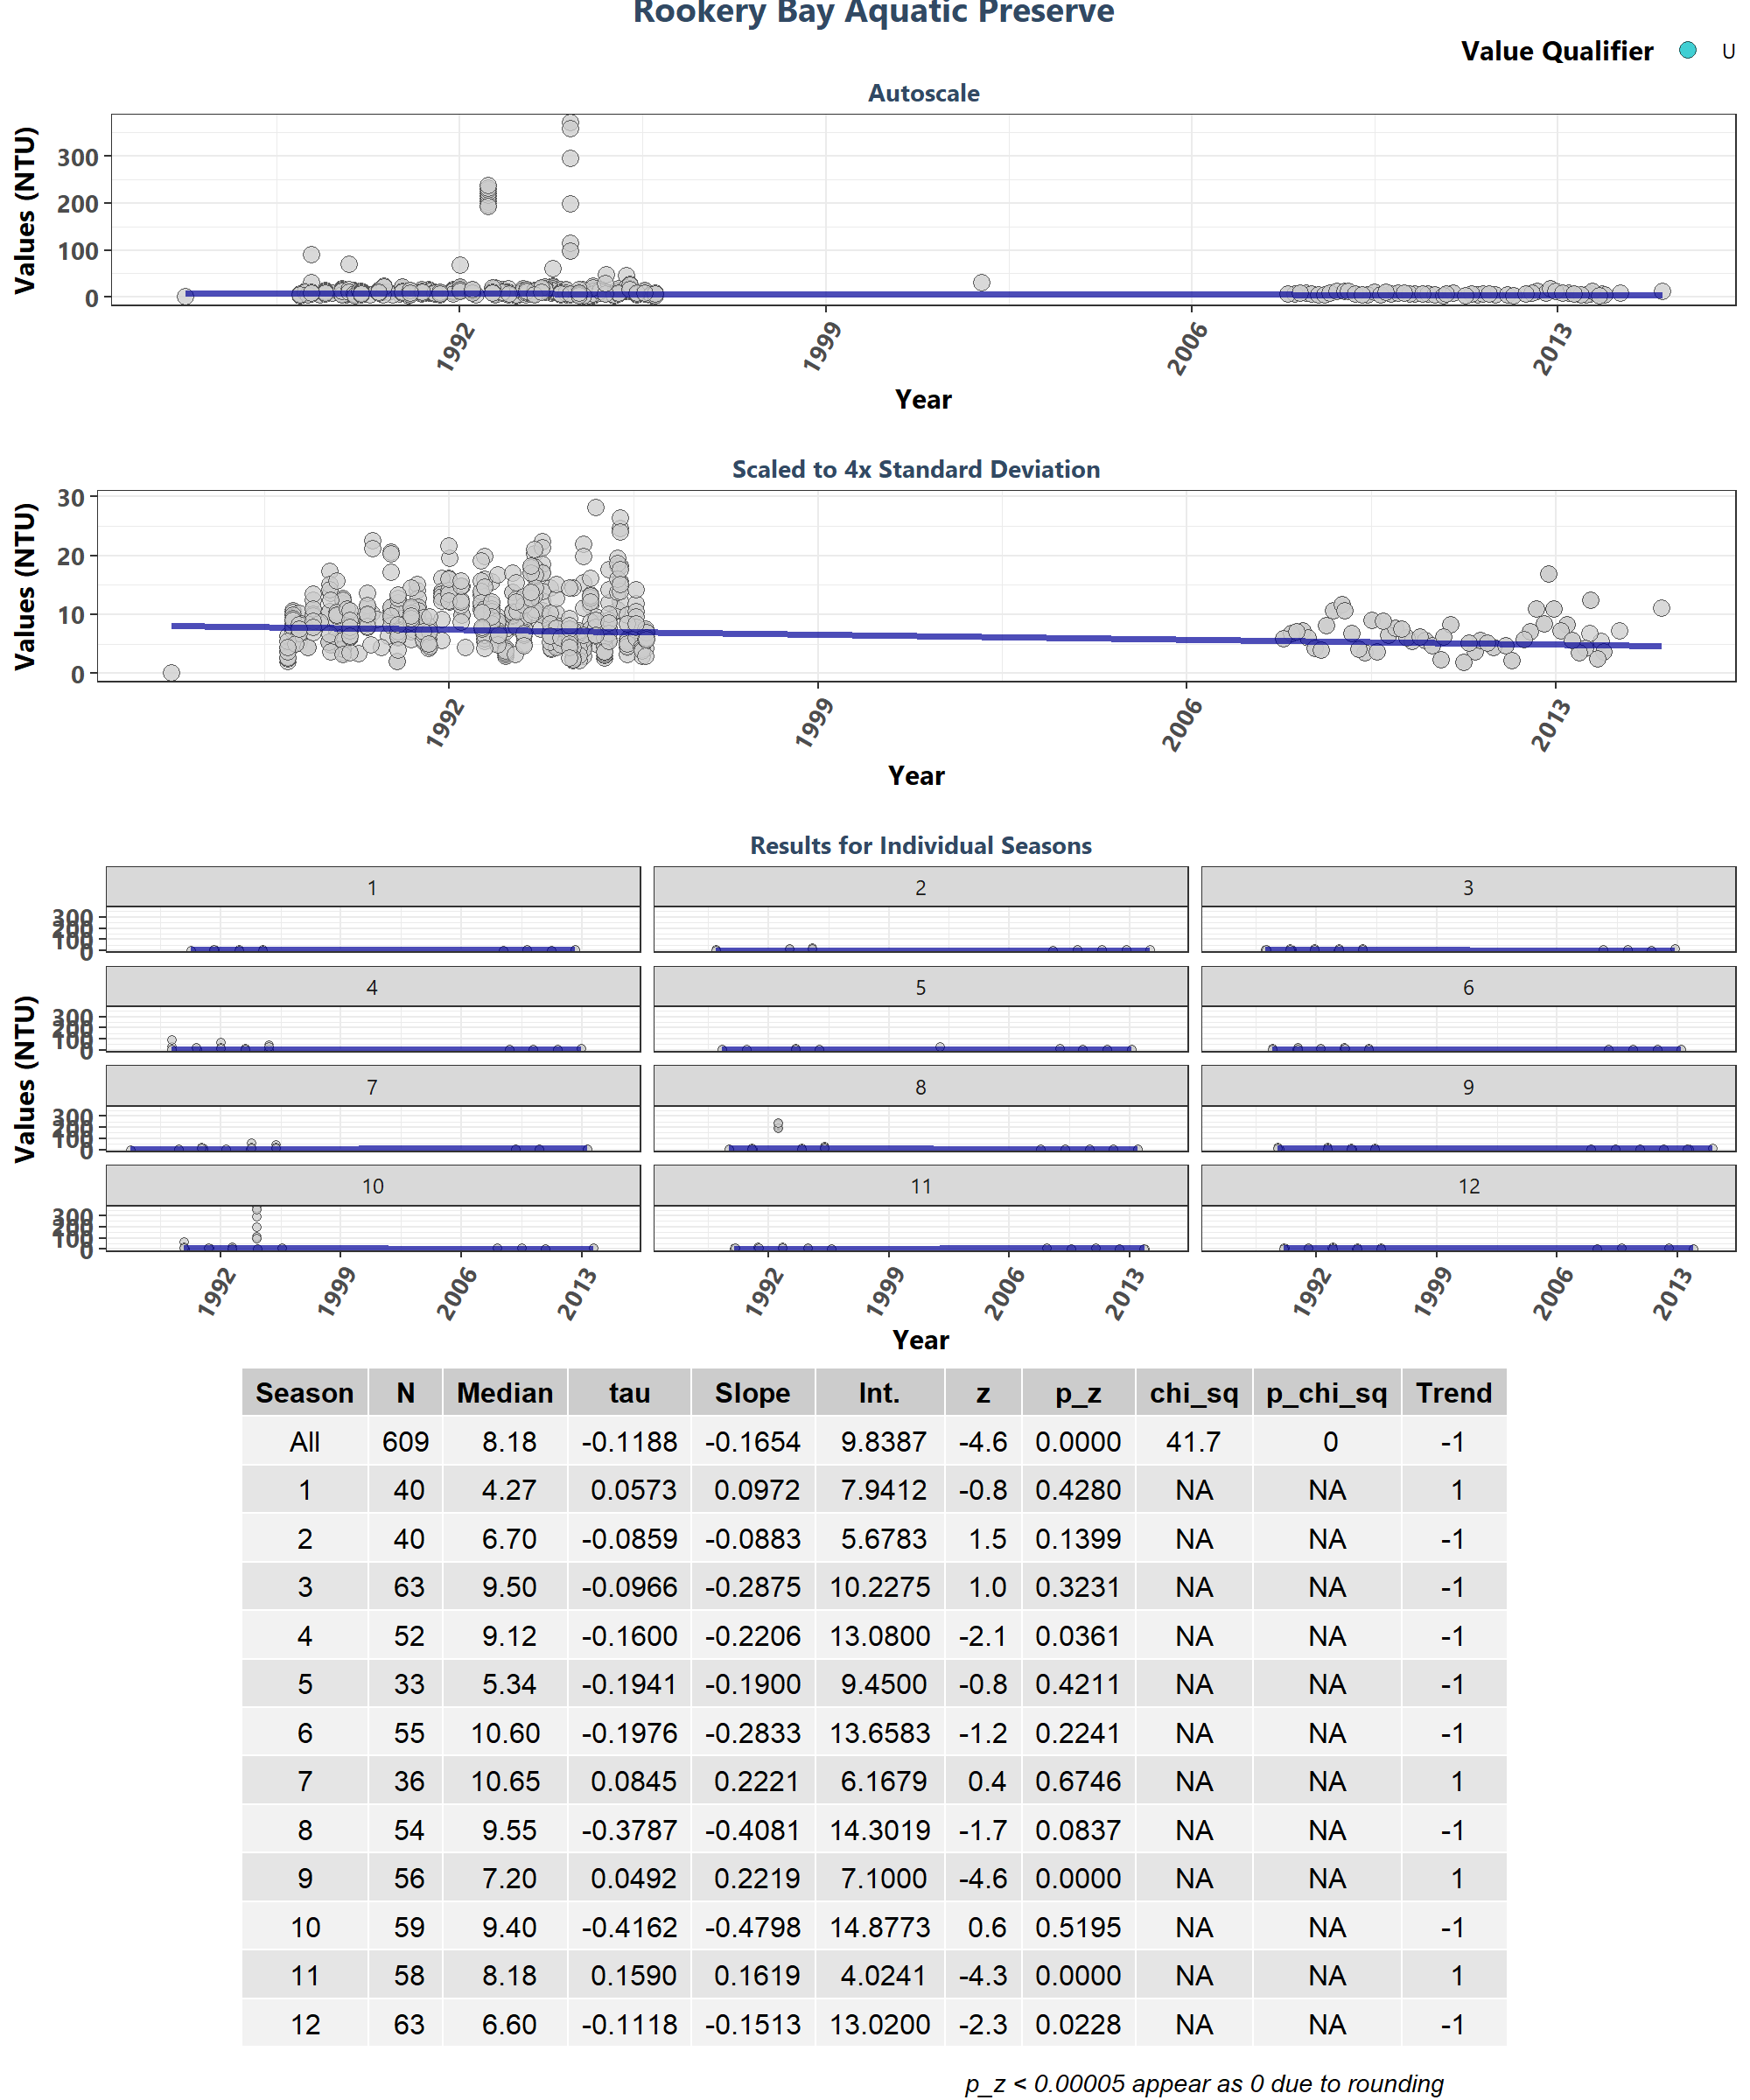 Rookery Bay Aquatic Preserve
Value Qualifier U
Autoscale
Values (NTU)
300
200
100
0
1992 1999 2006 2013
Year
Scaled to 4x Standard Deviation
Values (NTU)
30
20
10
0
1992 1999 2006 2013
Year
Results for Individual Seasons
Values (NTU)
1 2 3
300
200
100
0
4 5 6
300
200
100
0
7 8 9
300
200
100
0
10 11 12
300
200
100
0
1992 1999 2006 2013 1992 1999 2006 2013 1992 1999 2006 2013
Year
Season N Median tau Slope Int. z p_z chi_sq p_chi_sq Trend
All 609 8.18 -0.1188 -0.1654 9.8387 -4.6 0.0000 41.7 0 -1
1 40 4.27 0.0573 0.0972 7.9412 -0.8 0.4280 NA NA 1
2 40 6.70 -0.0859 -0.0883 5.6783 1.5 0.1399 NA NA -1
3 63 9.50 -0.0966 -0.2875 10.2275 1.0 0.3231 NA NA -1
4 52 9.12 -0.1600 -0.2206 13.0800 -2.1 0.0361 NA NA -1
5 33 5.34 -0.1941 -0.1900 9.4500 -0.8 0.4211 NA NA -1
6 55 10.60 -0.1976 -0.2833 13.6583 -1.2 0.2241 NA NA -1
7 36 10.65 0.0845 0.2221 6.1679 0.4 0.6746 NA NA 1
8 54 9.55 -0.3787 -0.4081 14.3019 -1.7 0.0837 NA NA -1
9 56 7.20 0.0492 0.2219 7.1000 -4.6 0.0000 NA NA 1
10 59 9.40 -0.4162 -0.4798 14.8773 0.6 0.5195 NA NA -1
11 58 8.18 0.1590 0.1619 4.0241 -4.3 0.0000 NA NA 1
12 63 6.60 -0.1118 -0.1513 13.0200 -2.3 0.0228 NA NA -1
p_z < 0.00005 appear as 0 due to rounding